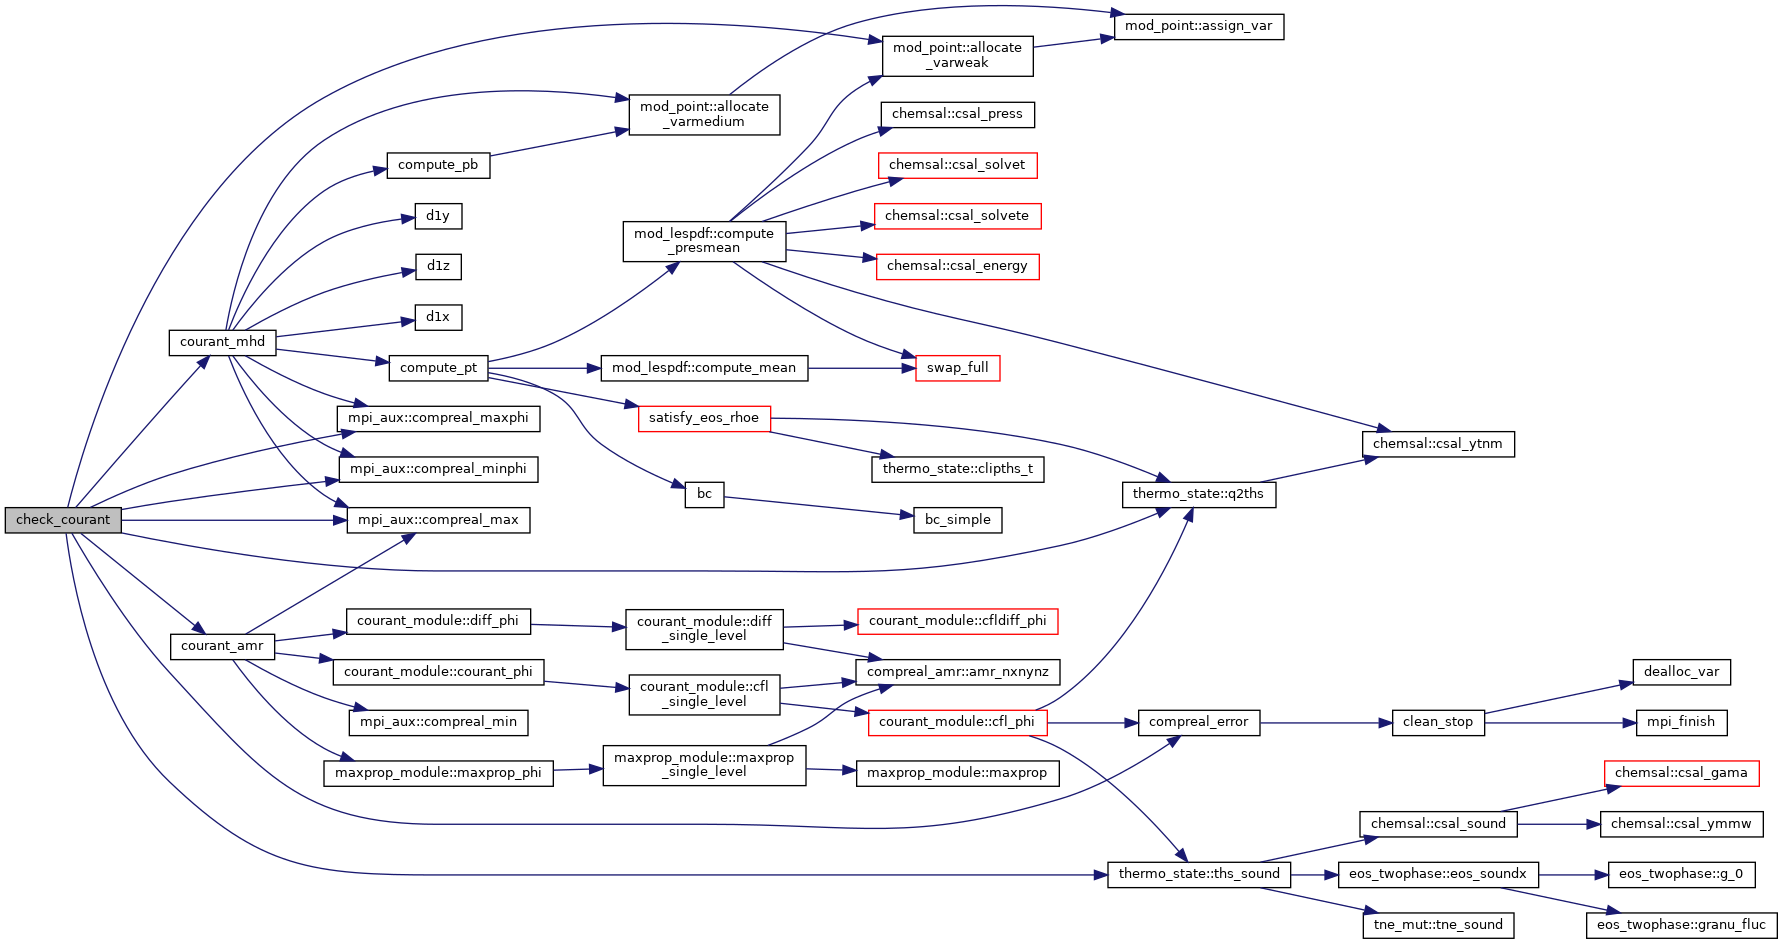 mod_point::assign_var
mod_point::allocate
_varweak
mod_point::allocate
_varmedium
chemsal::csal_press
compute_pb
chemsal::csal_solvet
d1y
chemsal::csal_solvete
mod_lespdf::compute
_presmean
d1z
chemsal::csal_energy
d1x
courant_mhd
compute_pt
mod_lespdf::compute_mean
swap_full
mpi_aux::compreal_maxphi
satisfy_eos_rhoe
chemsal::csal_ytnm
mpi_aux::compreal_minphi
thermo_state::clipths_t
bc
thermo_state::q2ths
check_courant
mpi_aux::compreal_max
bc_simple
courant_module::diff_phi
courant_module::diff
_single_level
courant_module::cfldiff_phi
courant_amr
courant_module::courant_phi
compreal_amr::amr_nxnynz
dealloc_var
courant_module::cfl
_single_level
mpi_aux::compreal_min
courant_module::cfl_phi
compreal_error
clean_stop
mpi_finish
maxprop_module::maxprop_phi
maxprop_module::maxprop
_single_level
maxprop_module::maxprop
chemsal::csal_gama
chemsal::csal_sound
chemsal::csal_ymmw
thermo_state::ths_sound
eos_twophase::eos_soundx
eos_twophase::g_0
tne_mut::tne_sound
eos_twophase::granu_fluc